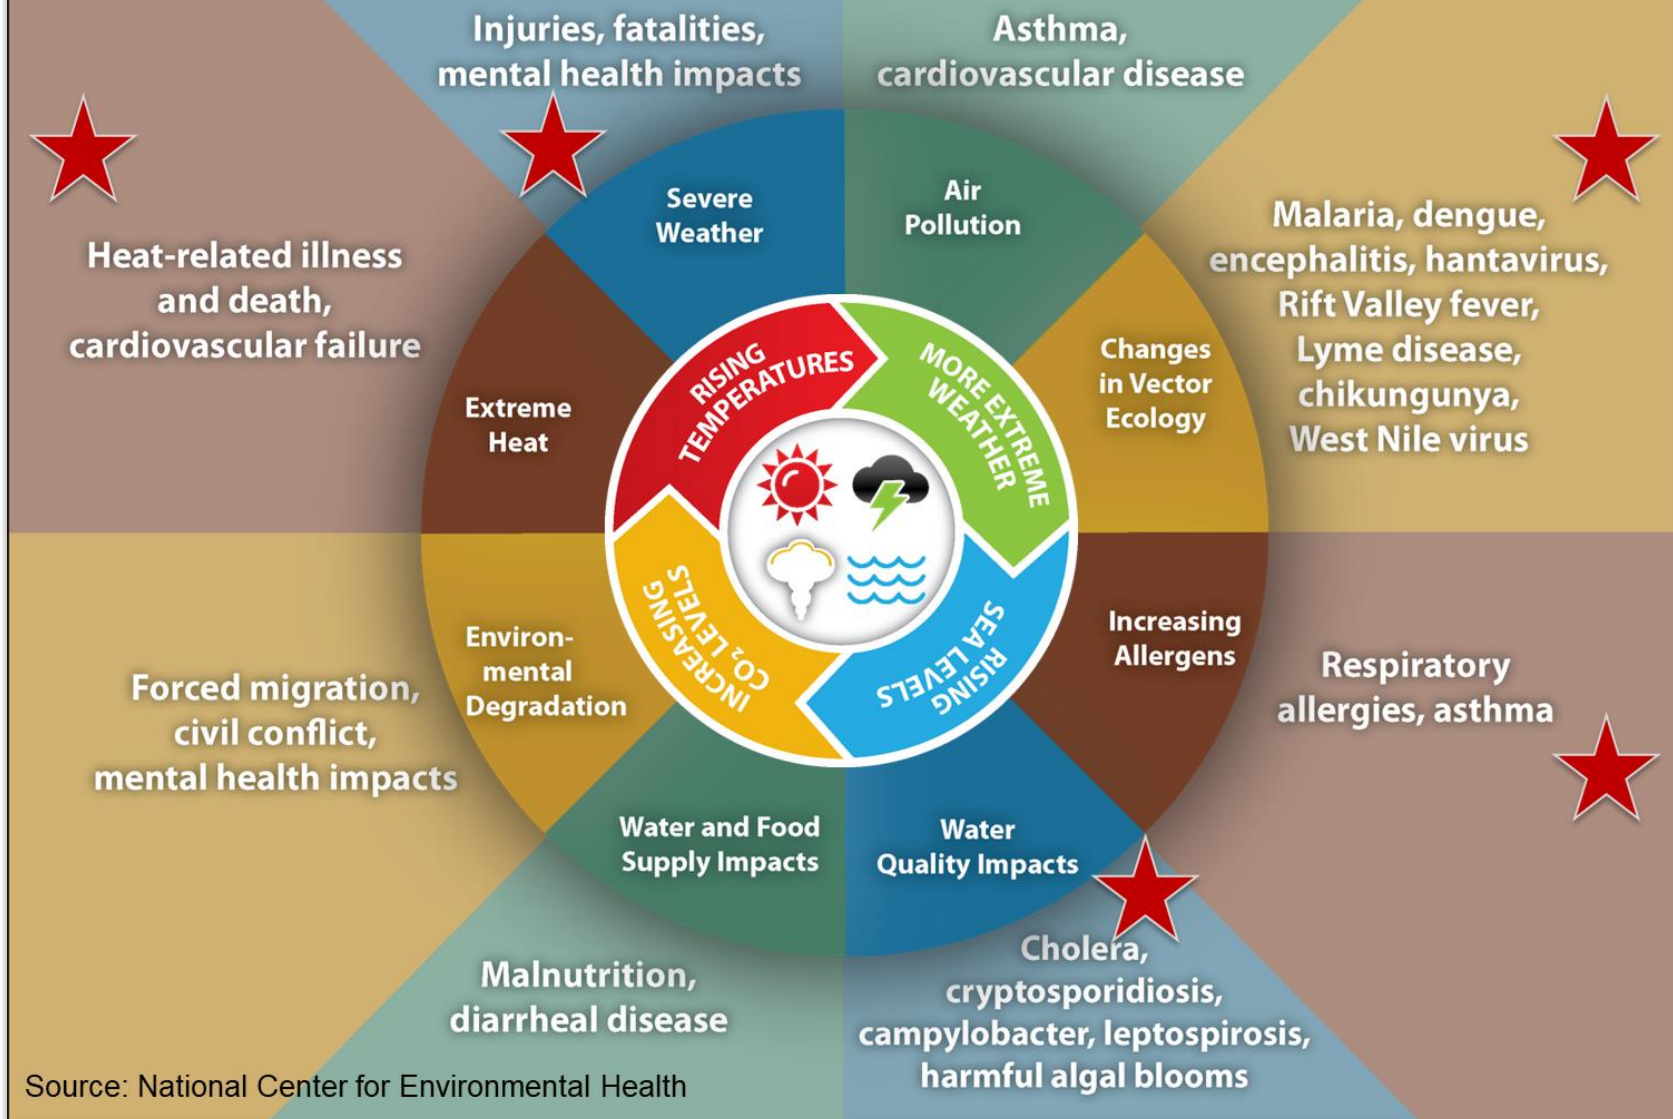 Injuries, fatalities,
mental health impacts
Asthma,
cardiovascular disease
Heat-related illness
and death,
cardiovascular failure
Malaria, dengue,
encephalitis, hantavirus,
Rift Valley fever,
Lyme disease,
chikungunya,
West Nile virus
Severe
Weather
Air
Pollution
Extreme
Heat
Changes
in Vector
Ecology
RISING
TEMPERATURES
MORE EXTREME
WEATHER
INCREASING
CO₂ LEVELS
RISING
SEA LEVELS
Environ-
mental
Degradation
Increasing
Allergens
Forced migration,
civil conflict,
mental health impacts
Respiratory
allergies, asthma
Water and Food
Supply Impacts
Water
Quality Impacts
Malnutrition,
diarrheal disease
Cholera,
cryptosporidiosis,
campylobacter, leptospirosis,
harmful algal blooms
Source: National Center for Environmental Health